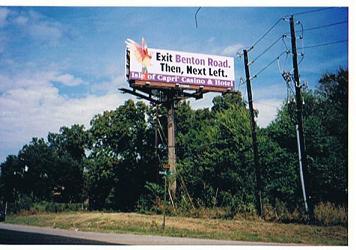 Exit Benton Road.
Then, Next Left.
Isle of Capri® Casino & Hotel